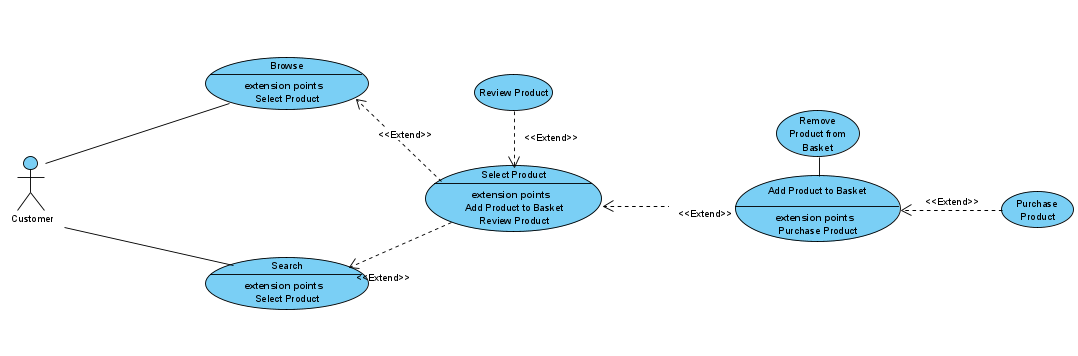 Browse
extension points
Select Product
Review Product
<<Extend>>
<<Extend>>
Remove
Product from
Basket
Customer
Select Product
extension points
Add Product to Basket
Review Product
<<Extend>>
Add Product to Basket
extension points
Purchase Product
<<Extend>>
Purchase
Product
Search
extension points
Select Product
<<Extend>>